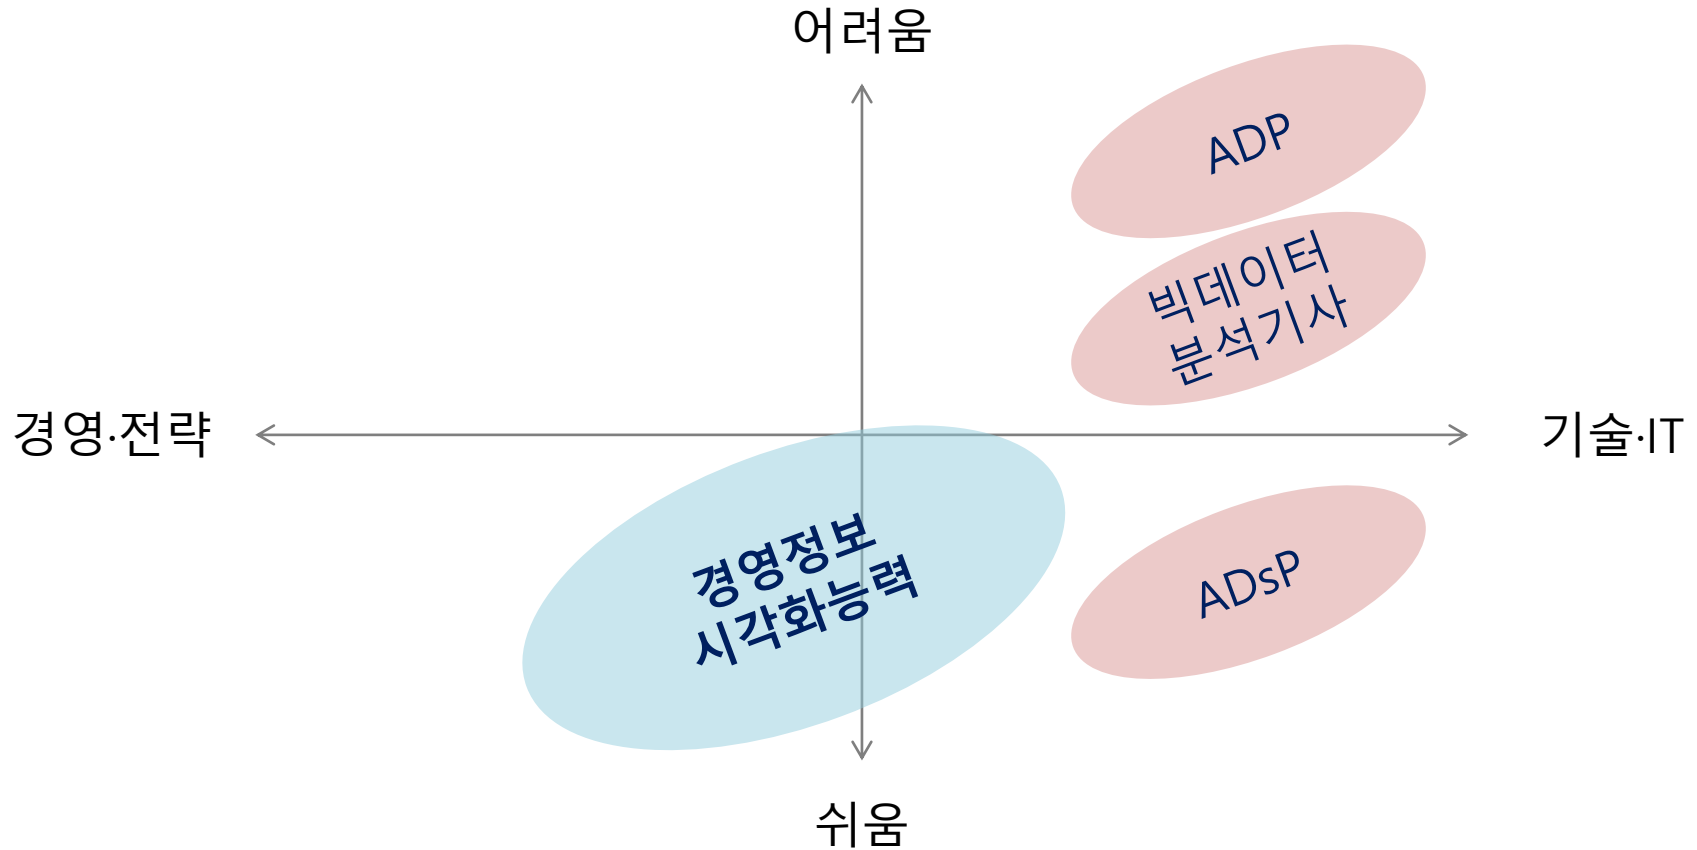 어려움
ADP
빅데이터
분석기사
경영·전략
기술·IT
경영정보
시각화능력
ADsP
쉬움